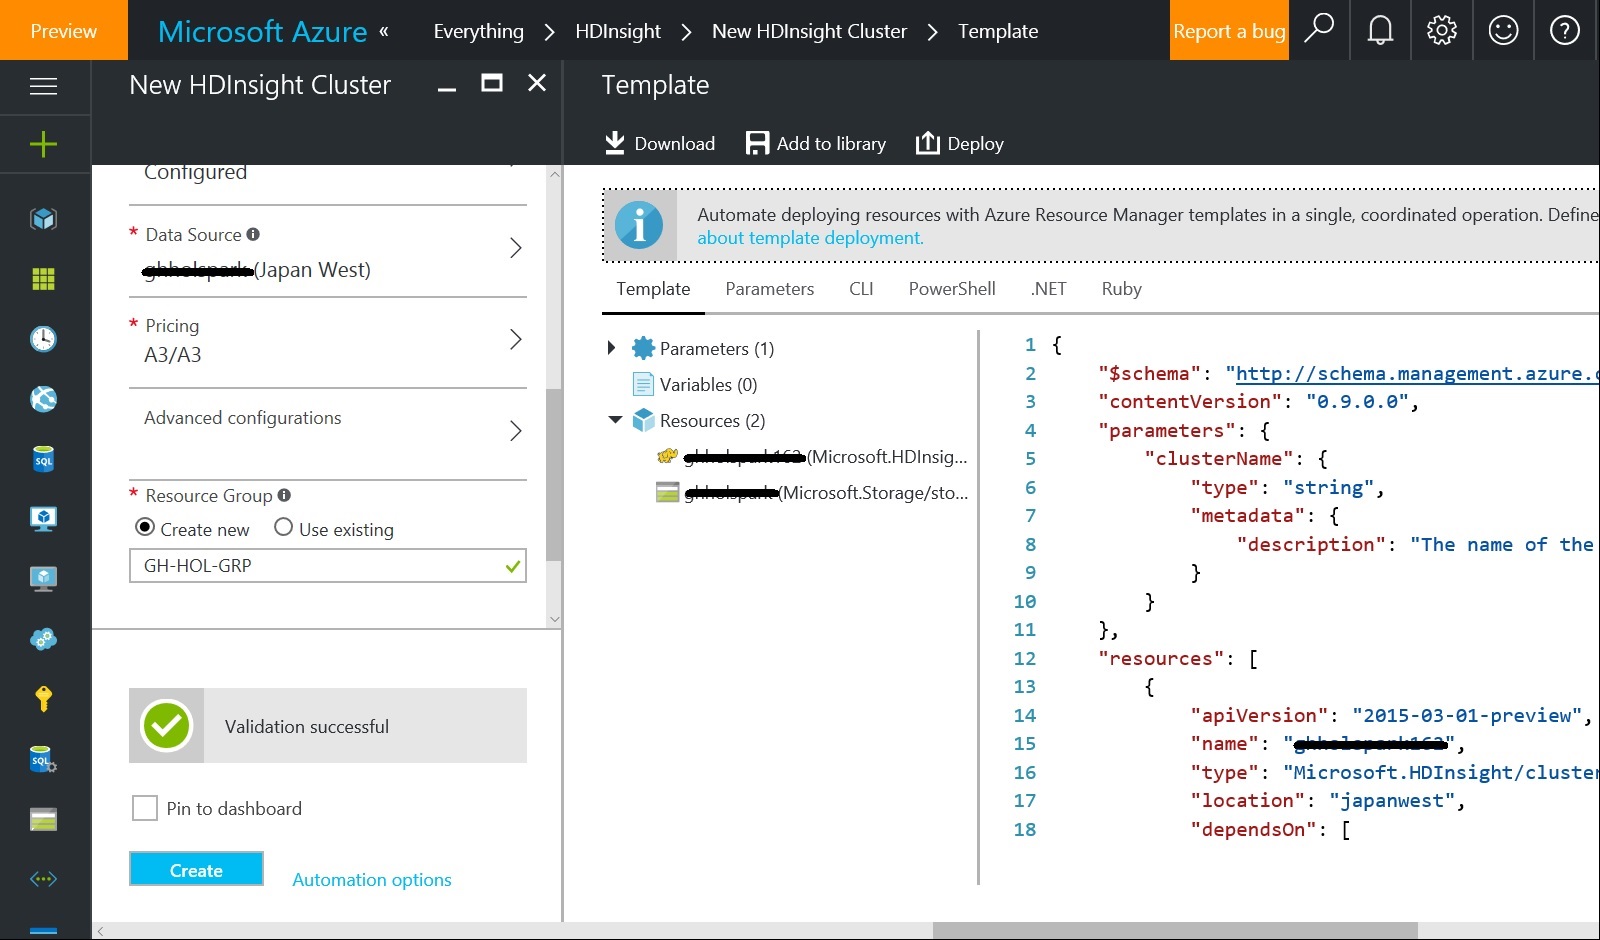 Preview
Microsoft Azure «
Everything > HDInsight > New HDInsight Cluster > Template
Report a bug
New HDInsight Cluster
Configured
* Data Source
(Japan West)
* Pricing
A3/A3
Advanced configurations
* Resource Group
Create new
Use existing
GH-HOL-GRP
Validation successful
Pin to dashboard
Create
Automation options
Template
Download
Add to library
Deploy
Automate deploying resources with Azure Resource Manager templates in a single, coordinated operation. Define
about template deployment.
Template
Parameters
CLI
PowerShell
.NET
Ruby
Parameters (1)
Variables (0)
Resources (2)
(Microsoft.HDInsig...
(Microsoft.Storage/sto...
1 {
2 "$schema": "http://schema.management.azure.
3 "contentVersion": "0.9.0.0",
4 "parameters": {
5 "clusterName": {
6 "type": "string",
7 "metadata": {
8 "description": "The name of the
9 }
10 }
11 },
12 "resources": [
13 {
14 "apiVersion": "2015-03-01-preview",
15 "name": "",
16 "type": "Microsoft.HDInsight/cluster
17 "location": "japanwest",
18 "dependsOn": [
SQL
SQL